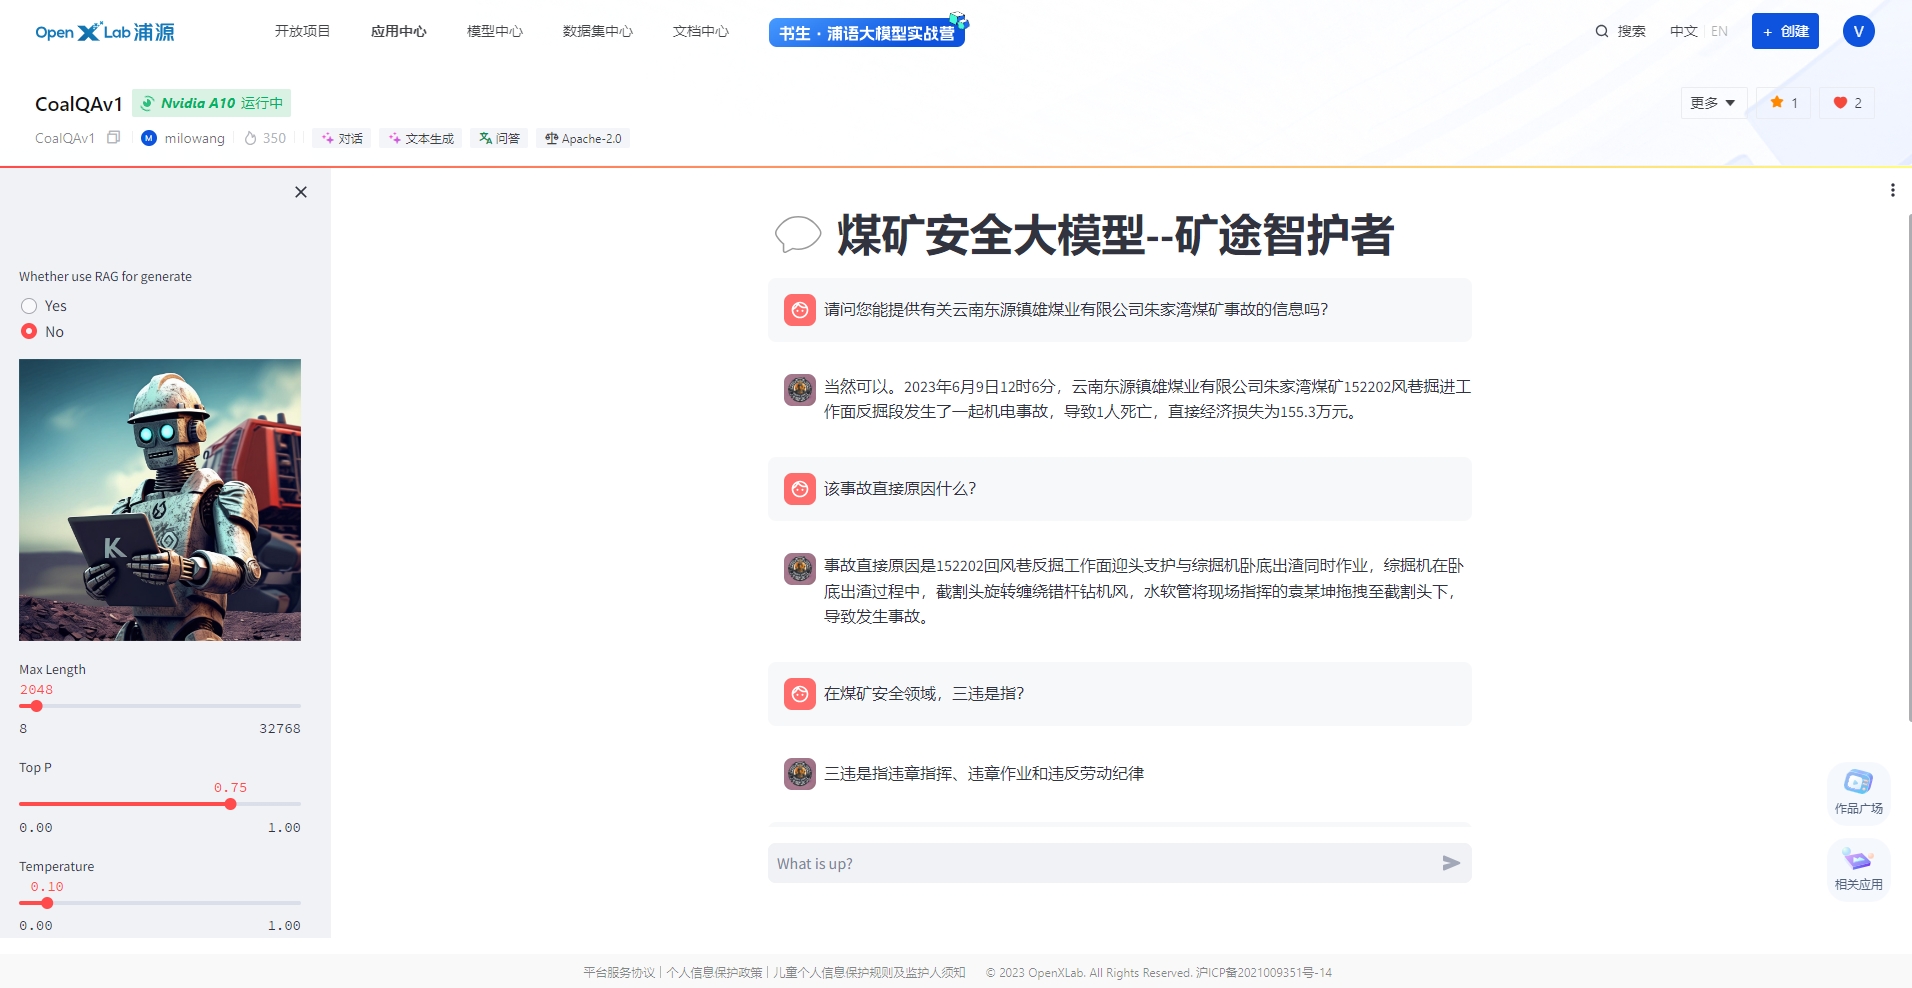 Open X Lab 浦源
开放项目
应用中心
模型中心
数据集中心
文档中心
书生·浦语大模型实战营
搜索
中文 EN
+ 创建
V
CoalQAv1
Nvidia A10 运行中
更多
1
2
CoalQAv1
M milowang
350
对话
文本生成
问答
Apache-2.0
Whether use RAG for generate
Yes
No
K
Max Length
2048
8 32768
Top P
0.75
0.00 1.00
Temperature
0.10
0.00 1.00
煤矿安全大模型--矿途智护者
请问您能提供有关云南东源镇雄煤业有限公司朱家湾煤矿事故的信息吗?
当然可以。2023年6月9日12时6分，云南东源镇雄煤业有限公司朱家湾煤矿152202风巷掘进工
作面反掘段发生了一起机电事故，导致1人死亡，直接经济损失为155.3万元。
该事故直接原因什么?
事故直接原因是152202回风巷反掘工作面迎头支护与综掘机卧底出渣同时作业，综掘机在卧
底出渣过程中，截割头旋转缠绕错杆钻机风，水软管将现场指挥的袁某坤拖拽至截割头下，
导致发生事故。
在煤矿安全领域，三违是指?
三违是指违章指挥、违章作业和违反劳动纪律
What is up?
作品广场
相关应用
平台服务协议 | 个人信息保护政策 | 儿童个人信息保护规则及监护人须知 © 2023 OpenXLab. All Rights Reserved. 沪ICP备2021009351号-14